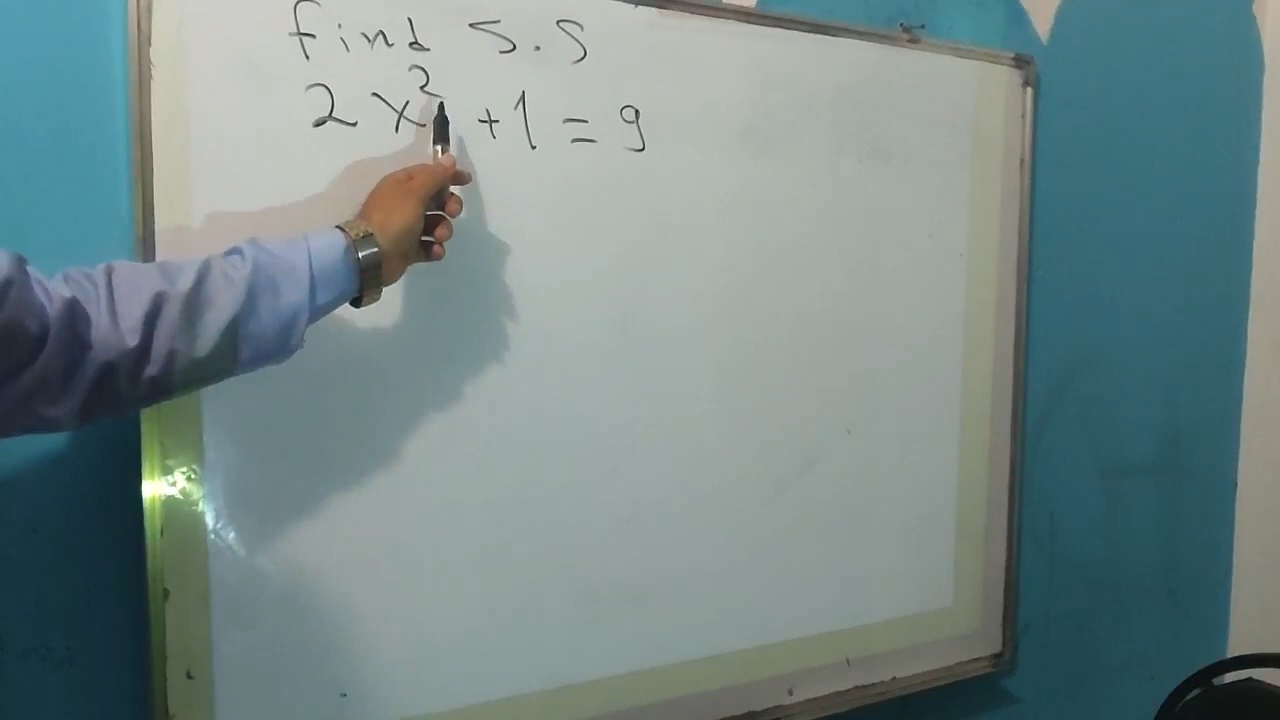 find S.S
2x² + 1 = 9